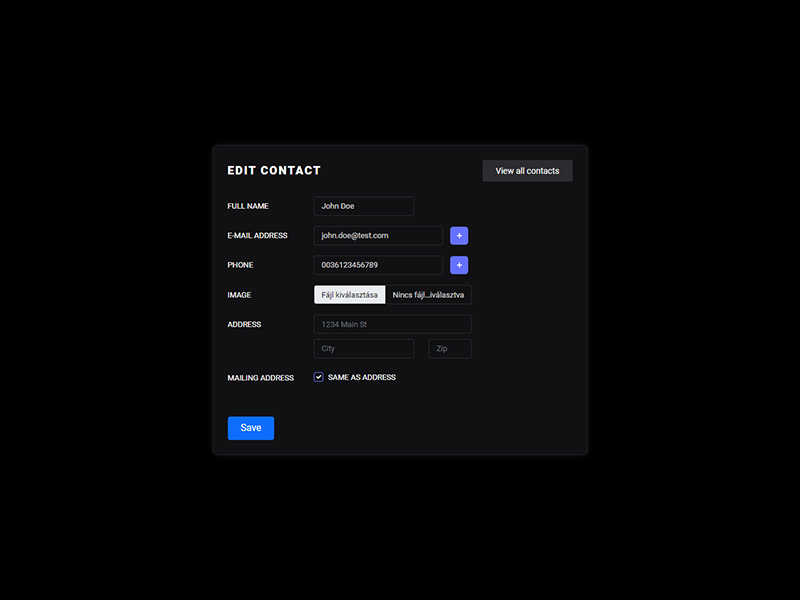 EDIT CONTACT
View all contacts
FULL NAME
John Doe
E-MAIL ADDRESS
john.doe@test.com
+
PHONE
0036123456789
+
IMAGE
Fájl kiválasztása
Nincs fájl...iválasztva
ADDRESS
1234 Main St
City
Zip
MAILING ADDRESS
SAME AS ADDRESS
Save